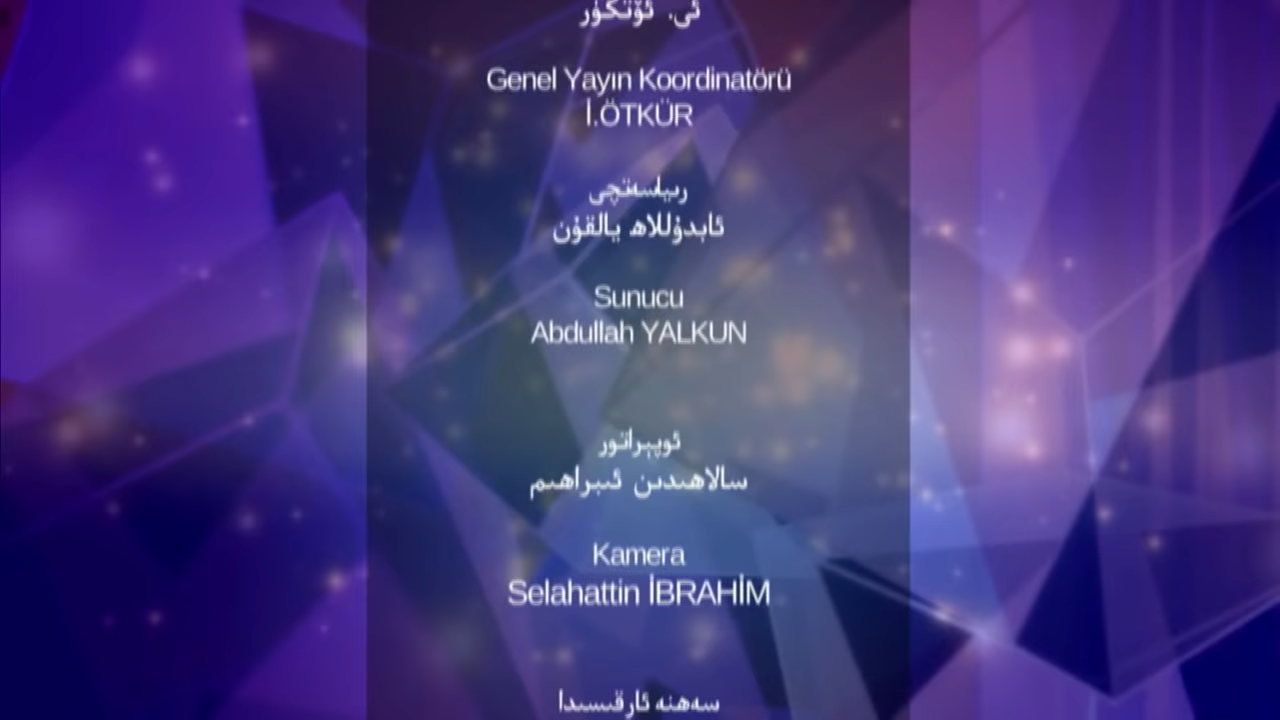 ئى. ئۆتكۈر
Genel Yayın Koordinatörü
İ.ÖTKÜR
رىياسەتچى
ئابدۇللاھ يالقۇن
Sunucu
Abdullah YALKUN
ئوپېراتور
سالاھىدىن ئىبراھىم
Kamera
Selahattin İBRAHİM
سەھنە ئارقىسىدا